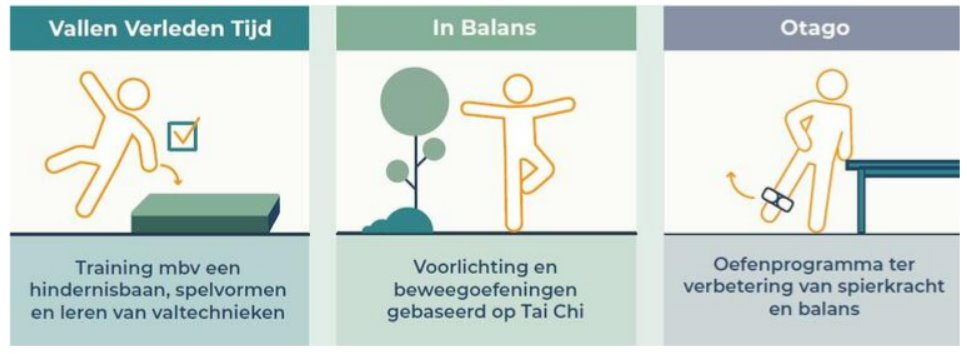 Vallen Verleden Tijd
Training mbv een
hindernisbaan, spelvormen
en leren van valtechnieken
In Balans
Voorlichting en
beweegoefeningen
gebaseerd op Tai Chi
Otago
Oefenprogramma ter
verbetering van spierkracht
en balans